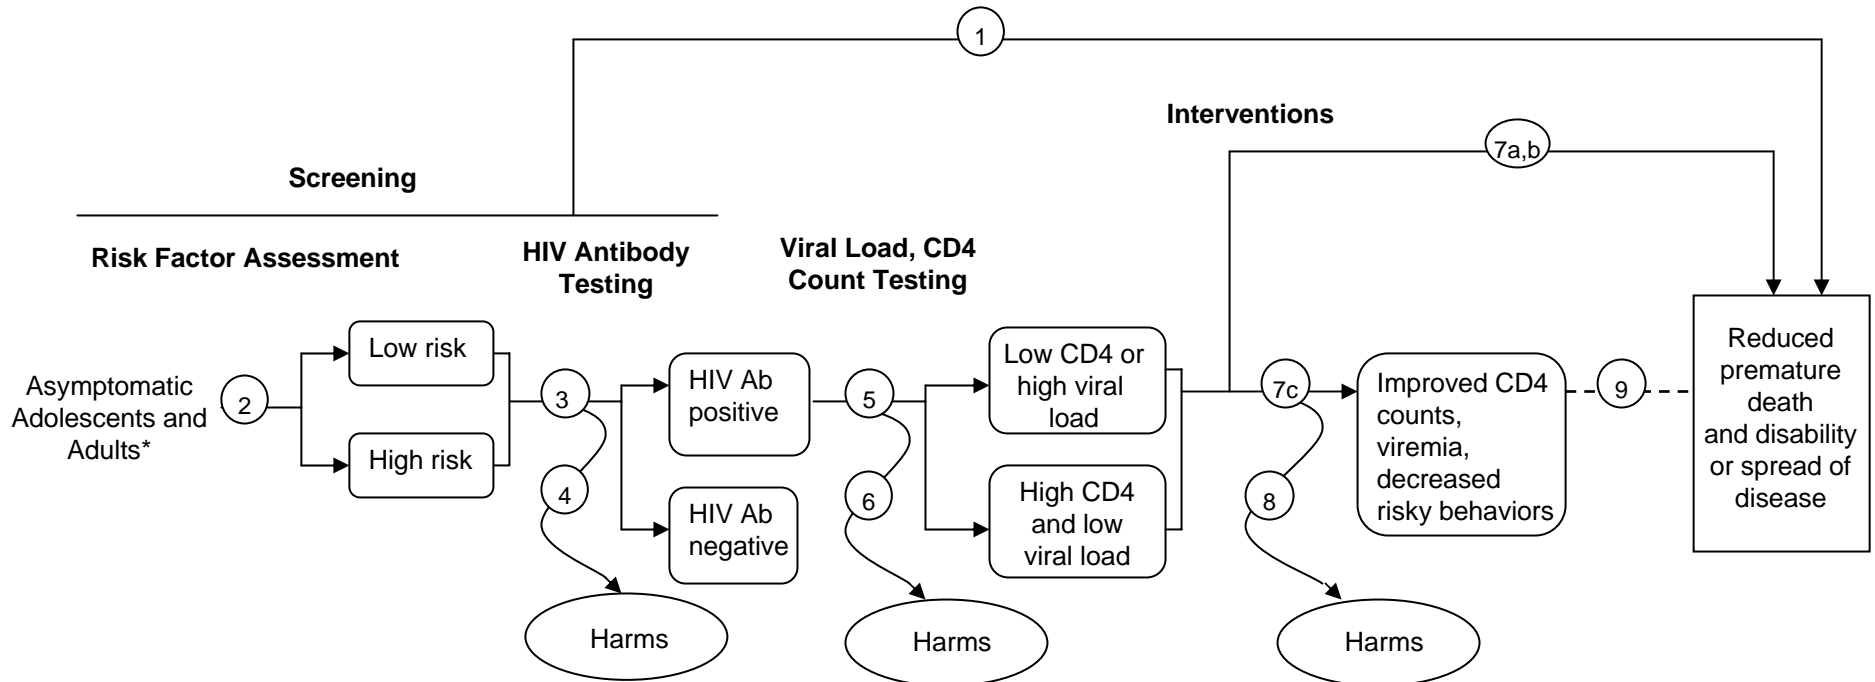 1
Interventions
7a,b
Screening
Risk Factor Assessment
HIV Antibody
Testing
Viral Load, CD4
Count Testing
Asymptomatic
Adolescents and
Adults*
2
Low risk
High risk
3
4
HIV Ab
positive
HIV Ab
negative
Harms
5
6
Low CD4 or
high viral
load
High CD4
and low
viral load
Harms
7c
8
Improved CD4
counts,
viremia,
decreased
risky behaviors
Harms
9
Reduced
premature
death
and disability
or spread of
disease